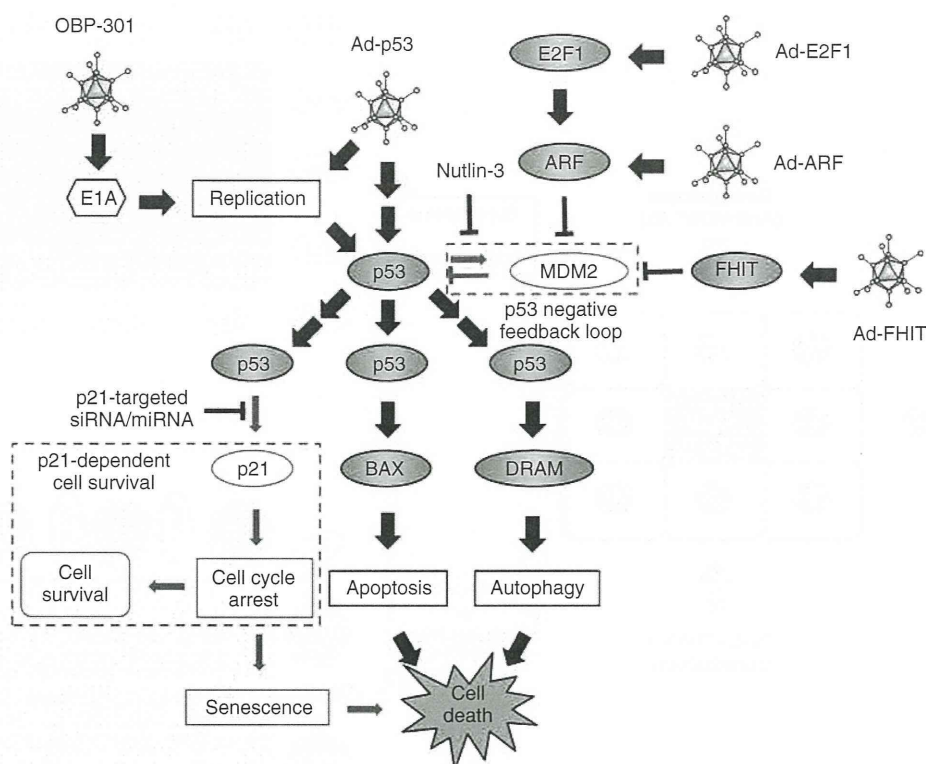 OBP-301
Ad-p53
E2F1
Ad-E2F1
ARF
Ad-ARF
Nutlin-3
E1A
Replication
p53
MDM2
FHIT
p53 negative
feedback loop
Ad-FHIT
p53
p53
p53
p21-targeted
siRNA/miRNA
p21-dependent
cell survival
p21
BAX
DRAM
Cell
survival
Cell cycle
arrest
Apoptosis
Autophagy
Senescence
Cell
death